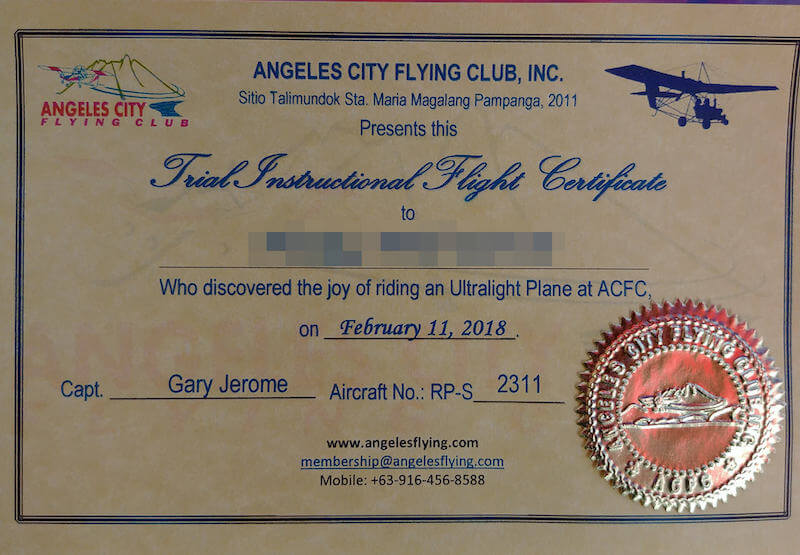 ANGELES CITY
FLYING CLUB
ANGELES CITY FLYING CLUB, INC.
Sitio Talimundok Sta. Maria Magalang Pampanga, 2011
Presents this
Trial Instructional Flight Certificate
to
Who discovered the joy of riding an Ultralight Plane at ACFC,
on February 11, 2018.
Capt. Gary Jerome Aircraft No.: RP-S 2311
www.angelesflying.com
membership@angelesflying.com
Mobile: +63-916-456-8588
ANGELES CITY FLYING CLUB, INC.
ACFC